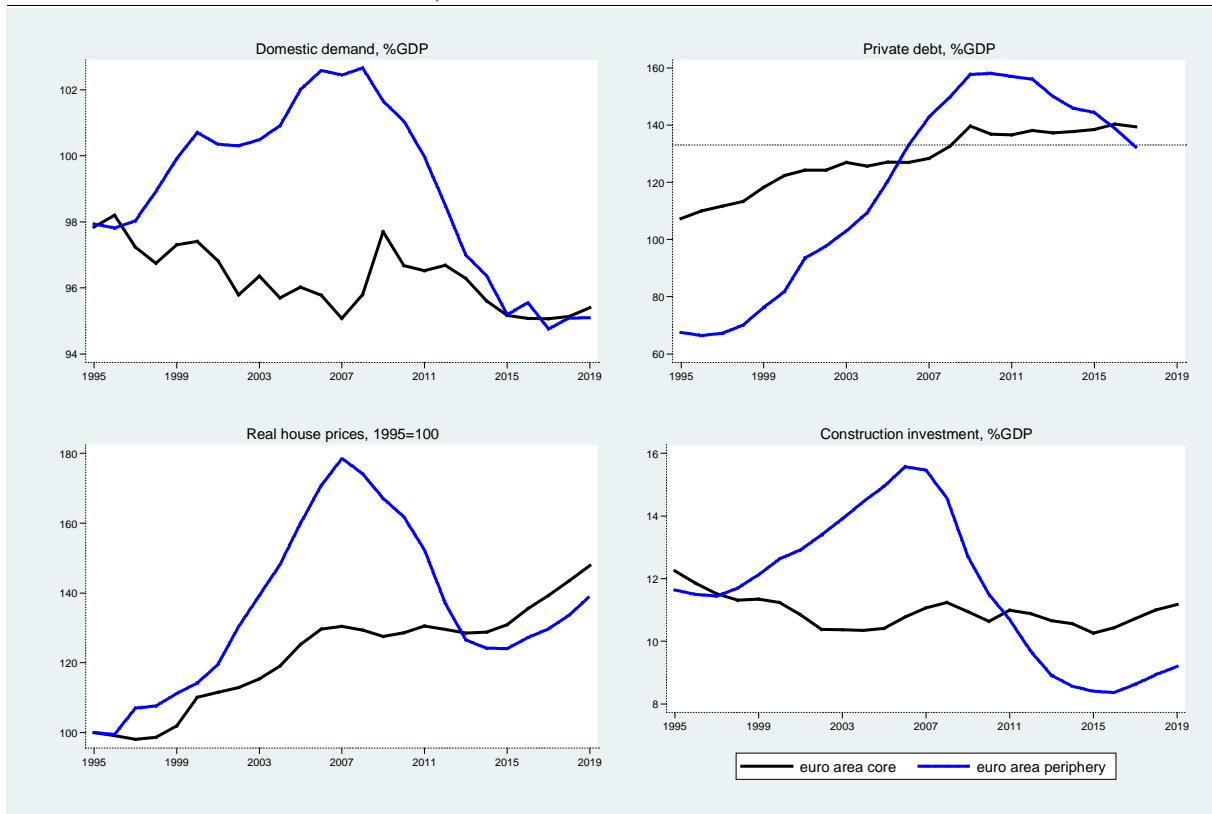 Domestic demand, %GDP
102
100
98
96
94
1995 1999 2003 2007 2011 2015 2019
Private debt, %GDP
160
140
120
100
80
60
1995 1999 2003 2007 2011 2015 2019
Real house prices, 1995=100
180
160
140
120
100
1995 1999 2003 2007 2011 2015 2019
Construction investment, %GDP
16
14
12
10
8
1995 1999 2003 2007 2011 2015 2019
euro area core euro area periphery